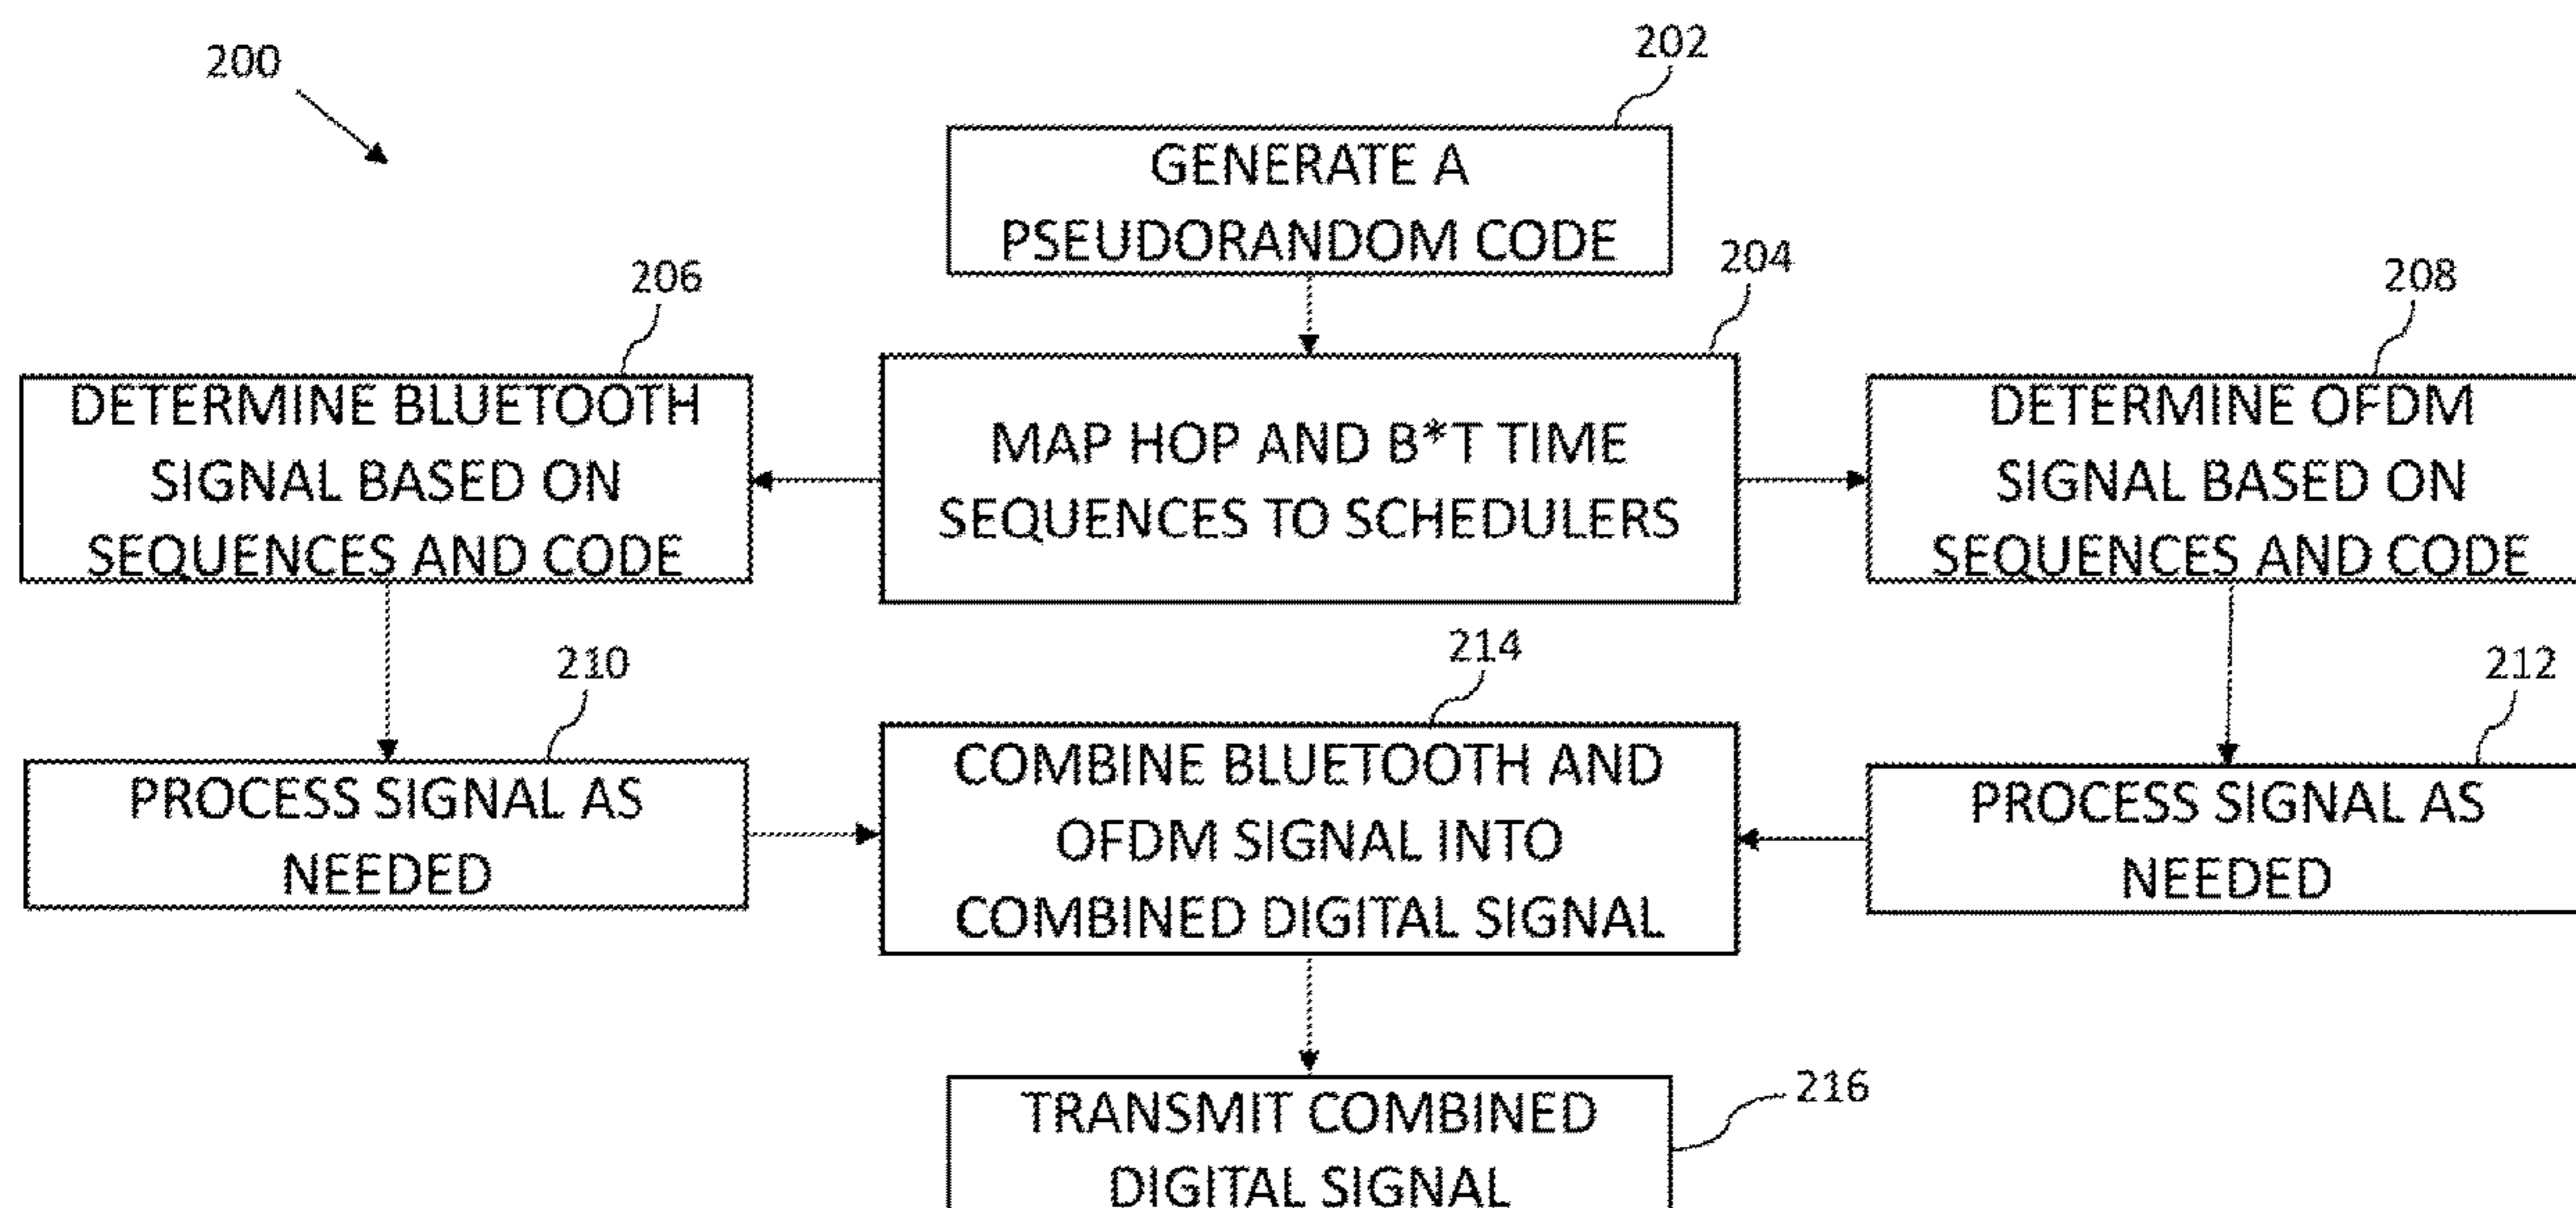 200
202
GENERATE A
PSEUDORANDOM CODE
204
MAP HOP AND B*T TIME
SEQUENCES TO SCHEDULERS
206
DETERMINE BLUETOOTH
SIGNAL BASED ON
SEQUENCES AND CODE
208
DETERMINE OFDM
SIGNAL BASED ON
SEQUENCES AND CODE
210
PROCESS SIGNAL AS
NEEDED
212
PROCESS SIGNAL AS
NEEDED
214
COMBINE BLUETOOTH AND
OFDM SIGNAL INTO
COMBINED DIGITAL SIGNAL
216
TRANSMIT COMBINED
DIGITAL SIGNAL